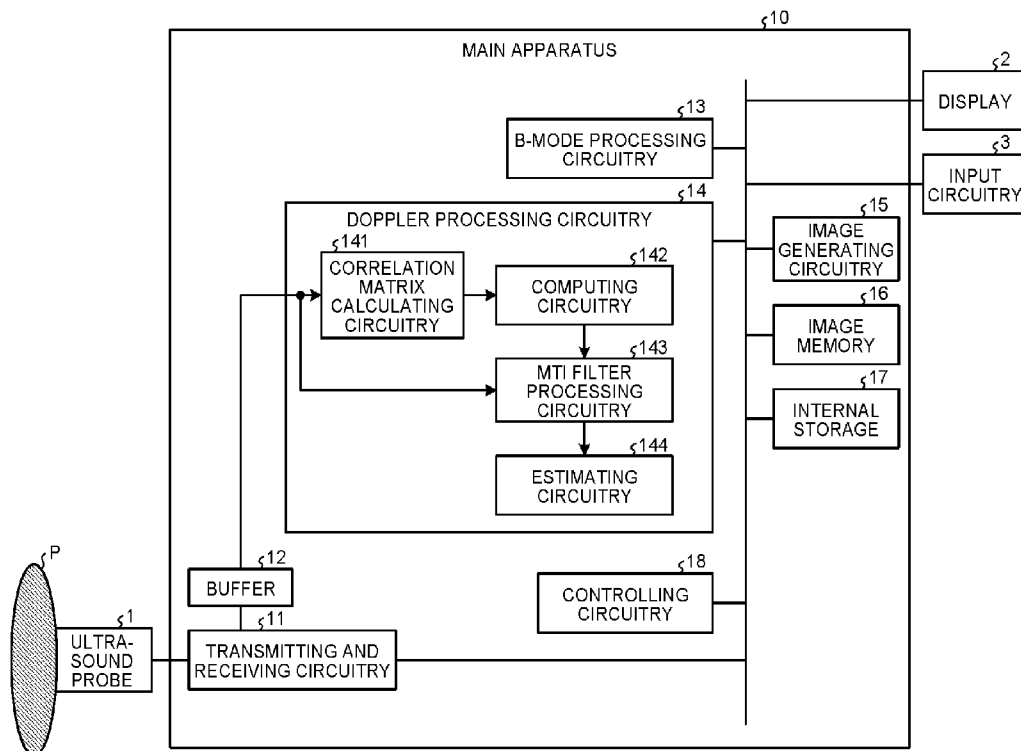 10
MAIN APPARATUS
2
DISPLAY
13
B-MODE PROCESSING
CIRCUITRY
3
INPUT
CIRCUITRY
14
DOPPLER PROCESSING CIRCUITRY
15
IMAGE
GENERATING
CIRCUITRY
141
CORRELATION
MATRIX
CALCULATING
CIRCUITRY
142
COMPUTING
CIRCUITRY
16
IMAGE
MEMORY
143
MTI FILTER
PROCESSING
CIRCUITRY
17
INTERNAL
STORAGE
144
ESTIMATING
CIRCUITRY
P
12
BUFFER
18
CONTROLLING
CIRCUITRY
1
ULTRA-
SOUND
PROBE
11
TRANSMITTING AND
RECEIVING CIRCUITRY